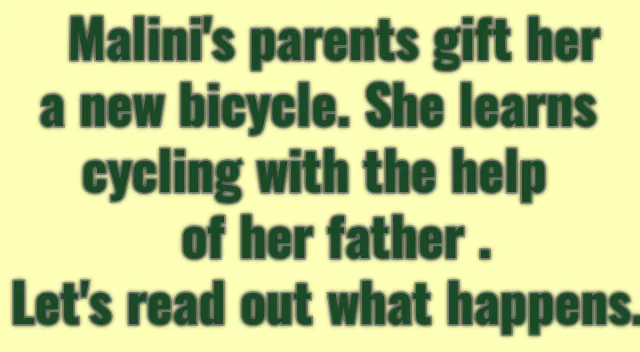 Malini's parents gift her
a new bicycle. She learns
cycling with the help
of her father .
Let's read out what happens.